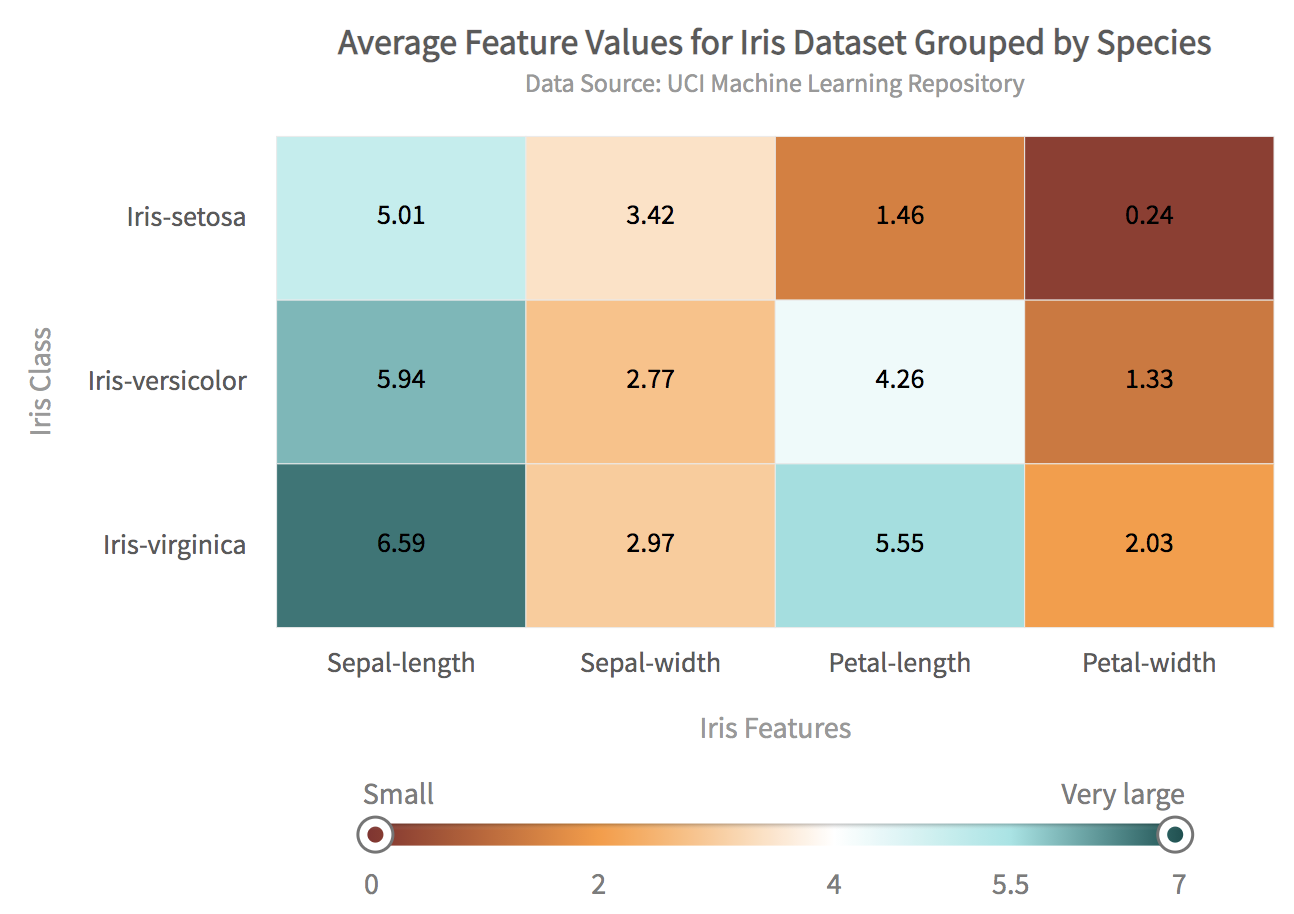 Average Feature Values for Iris Dataset Grouped by Species
Data Source: UCI Machine Learning Repository
Iris Class
Iris-setosa 5.01 3.42 1.46 0.24
Iris-versicolor 5.94 2.77 4.26 1.33
Iris-virginica 6.59 2.97 5.55 2.03
Sepal-length Sepal-width Petal-length Petal-width
Iris Features
Small Very large
0 2 4 5.5 7